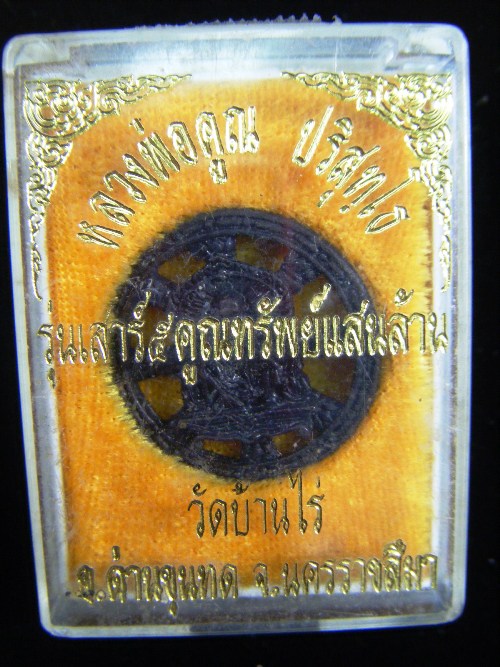 หลวงพ่อคูณ ปริสุทฺโธ
รุ่นเสาร์๕คูณทรัพย์แสนล้าน
วัดบ้านไร่
อ.ด่านขุนทด จ.นครราชสีมา